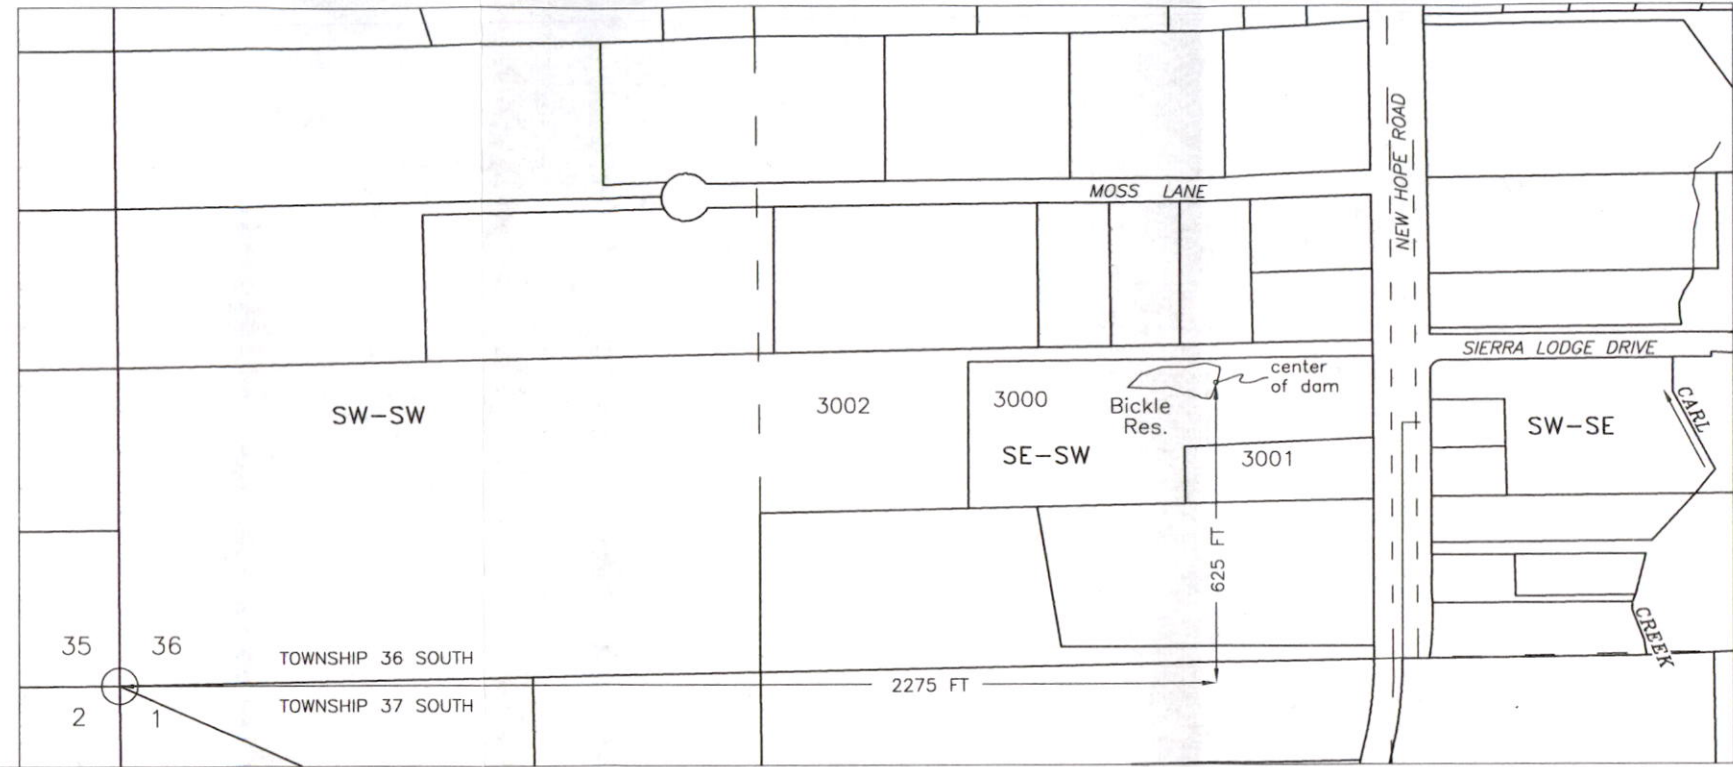 NEW HOPE ROAD
MOSS LANE
SIERRA LODGE DRIVE
center
of dam
SW-SW
3002
3000
Bickle
Res.
SW-SE
CARL
SE-SW
3001
625 FT
35 36
TOWNSHIP 36 SOUTH
CREEK
2275 FT
2 1
TOWNSHIP 37 SOUTH